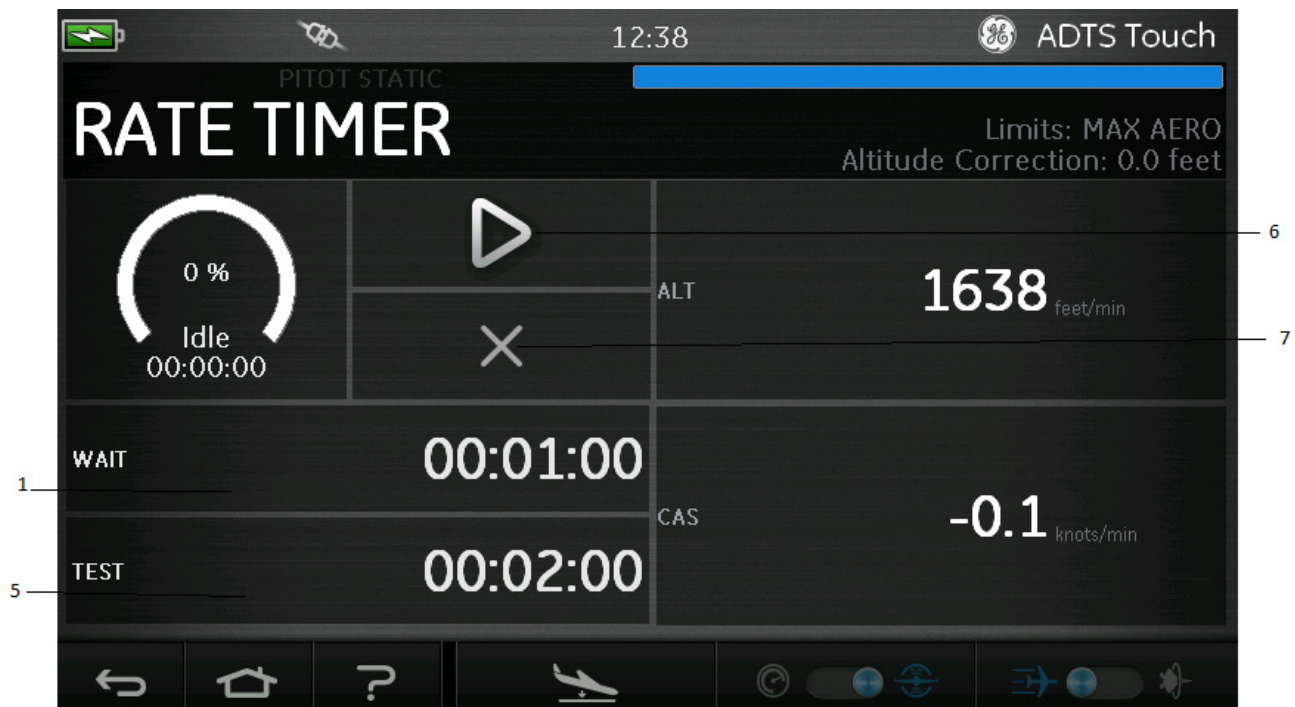 12:38
ADTS Touch
PITOT STATIC
RATE TIMER
Limits: MAX AERO
Altitude Correction: 0.0 feet
0 %
Idle
00:00:00
6
7
ALT 1638 feet/min
WAIT 00:01:00
1
CAS -0.1 knots/min
TEST 00:02:00
5
?